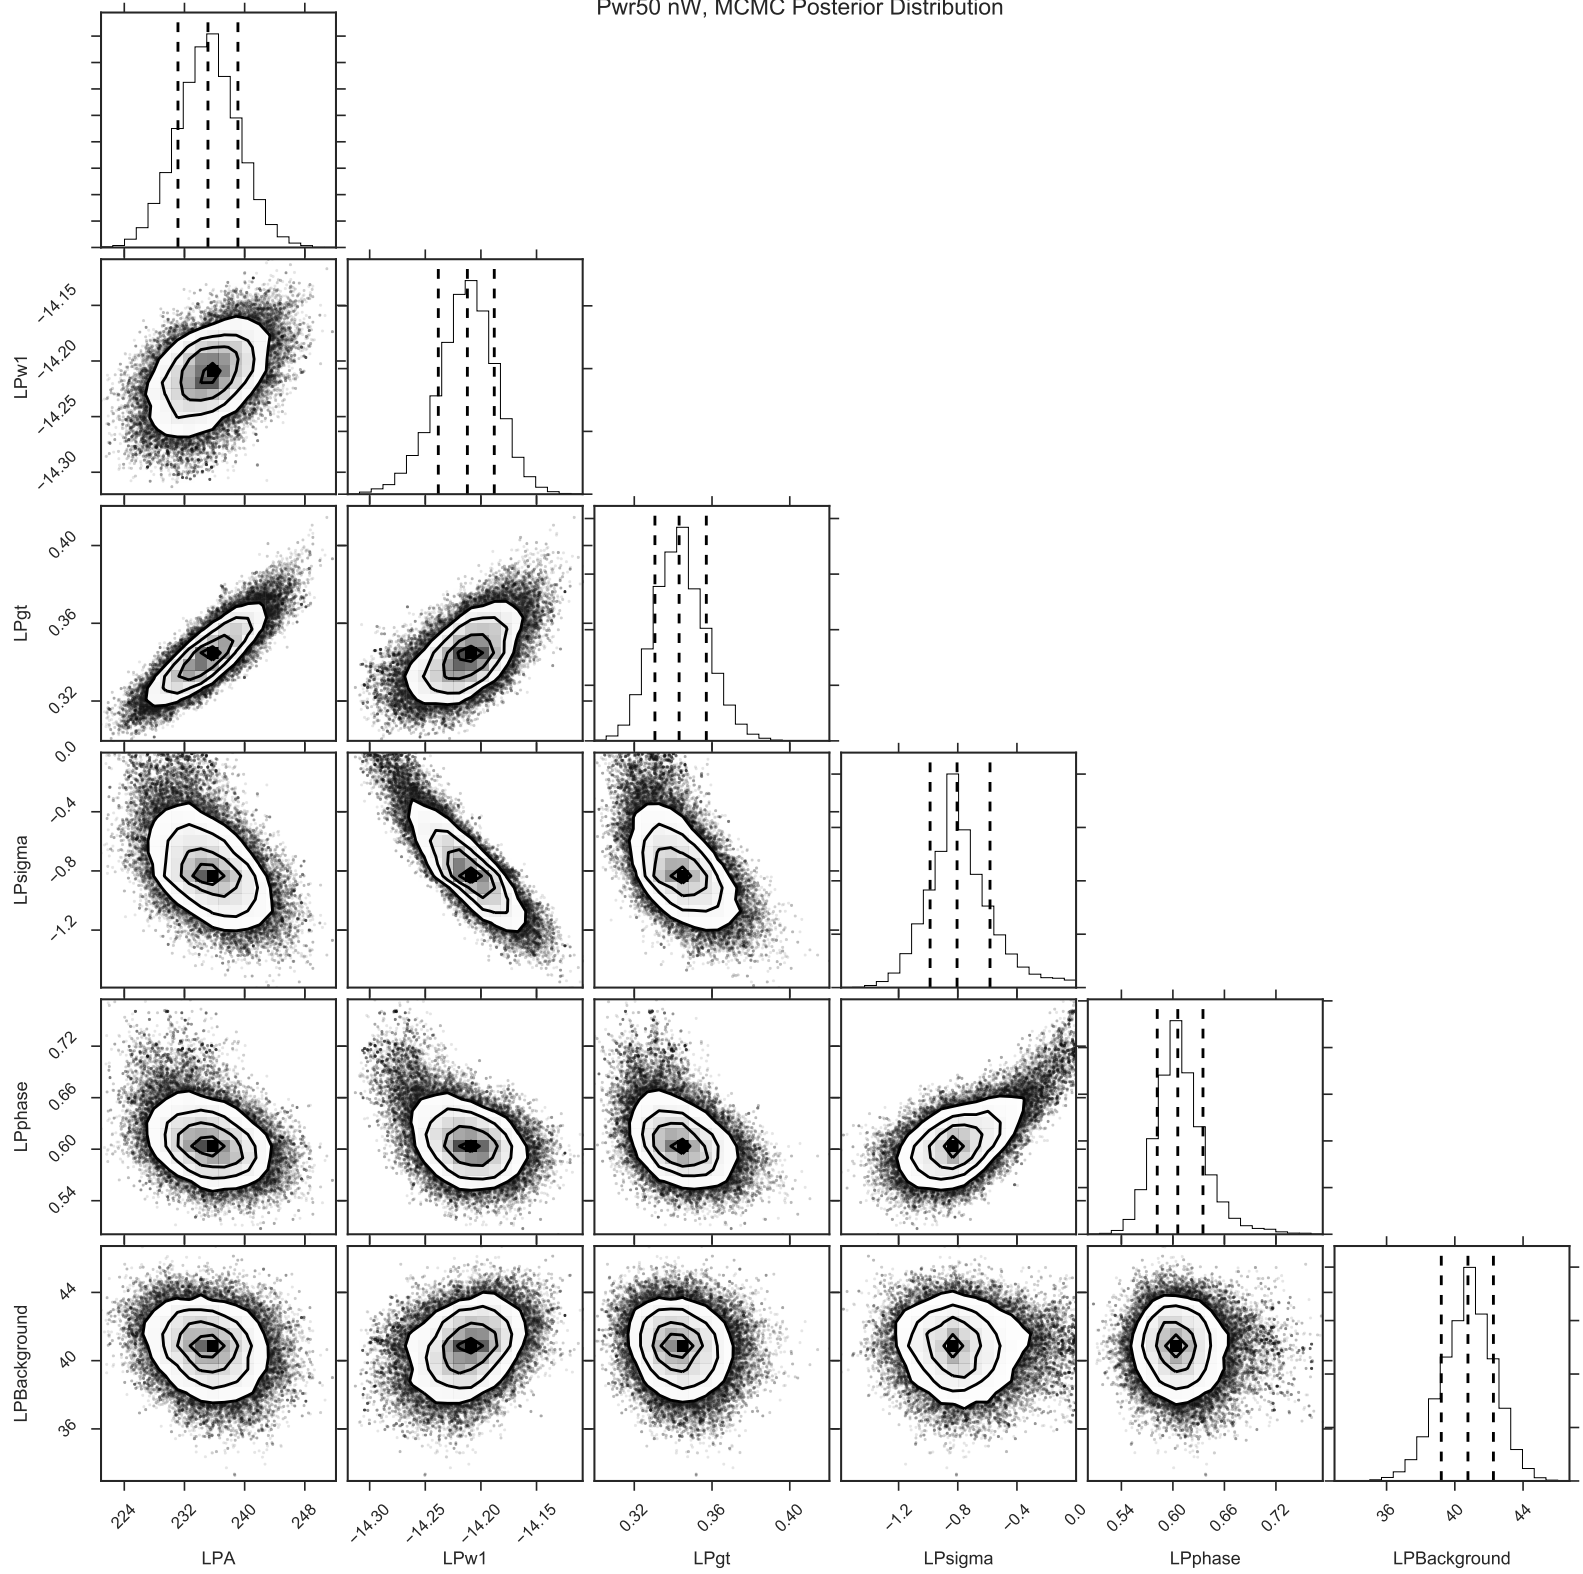 Pwr50 nW, MCMC Posterior Distribution
LPw1
−14.15
−14.20
−14.25
−14.30
LPgt
0.40
0.36
0.32
LPsigma
0.0
−0.4
−0.8
−1.2
LPphase
0.72
0.66
0.60
0.54
LPBackground
44
40
36
224 232 240 248
−14.30 −14.25 −14.20 −14.15
0.32 0.36 0.40
−1.2 −0.8 −0.4 0.0
0.54 0.60 0.66 0.72
36 40 44
LPA LPw1 LPgt LPsigma LPphase LPBackground